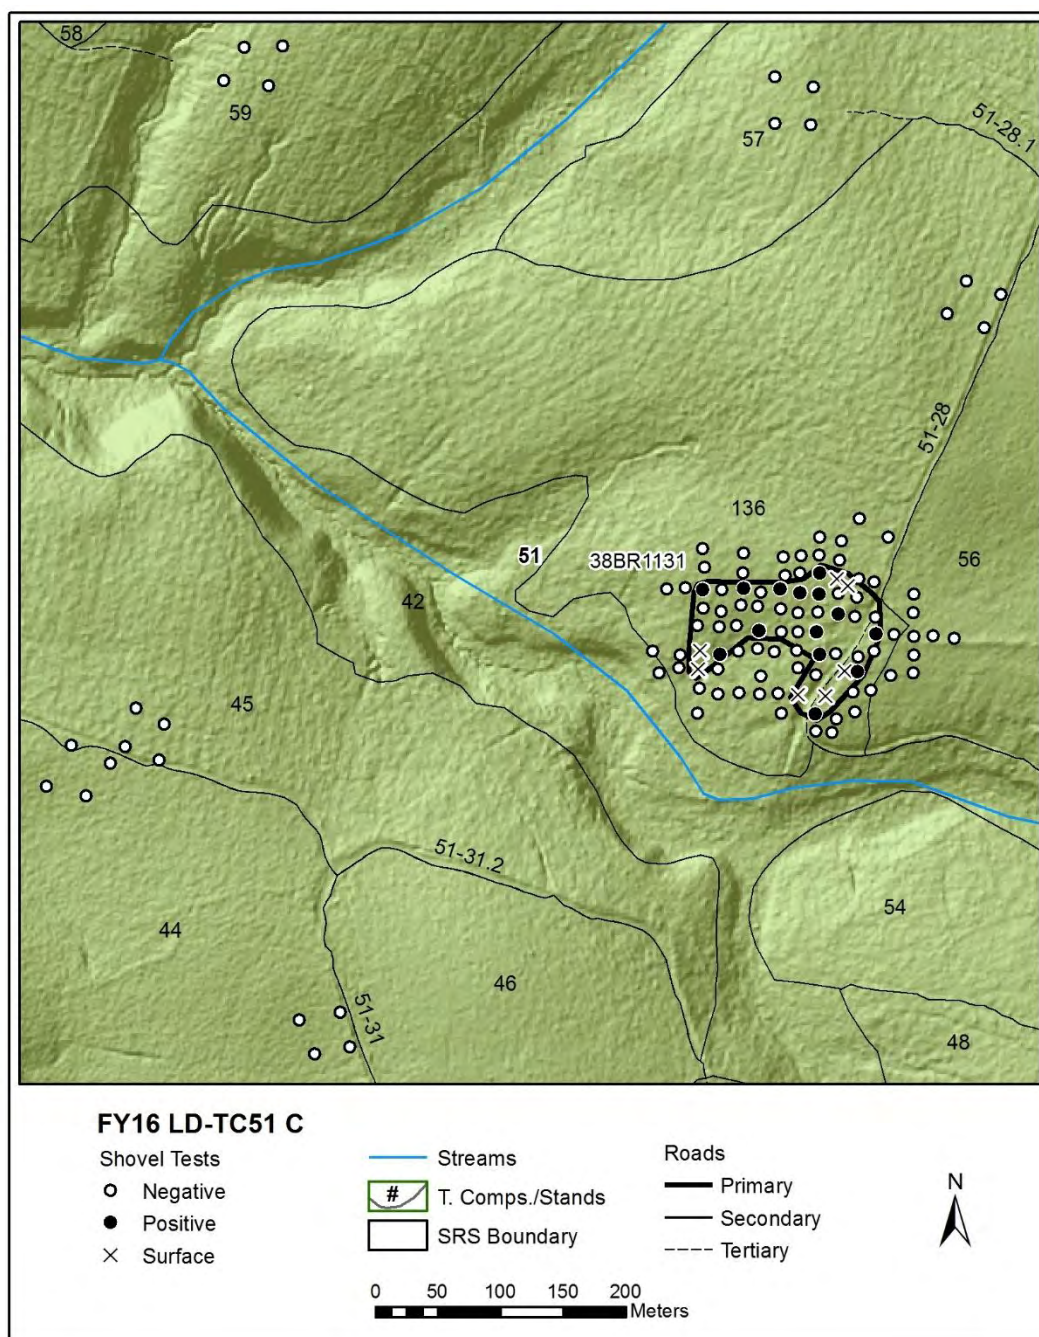 58
59
57
51-28.1
51-28
136
51
38BR1131
56
42
45
51-31.2
54
44
46
51-31
48
FY16 LD-TC51 C
Shovel Tests
Negative
Positive
Surface
Streams
# T. Comps./Stands
SRS Boundary
Roads
Primary
Secondary
Tertiary
N
0 50 100 150 200
Meters